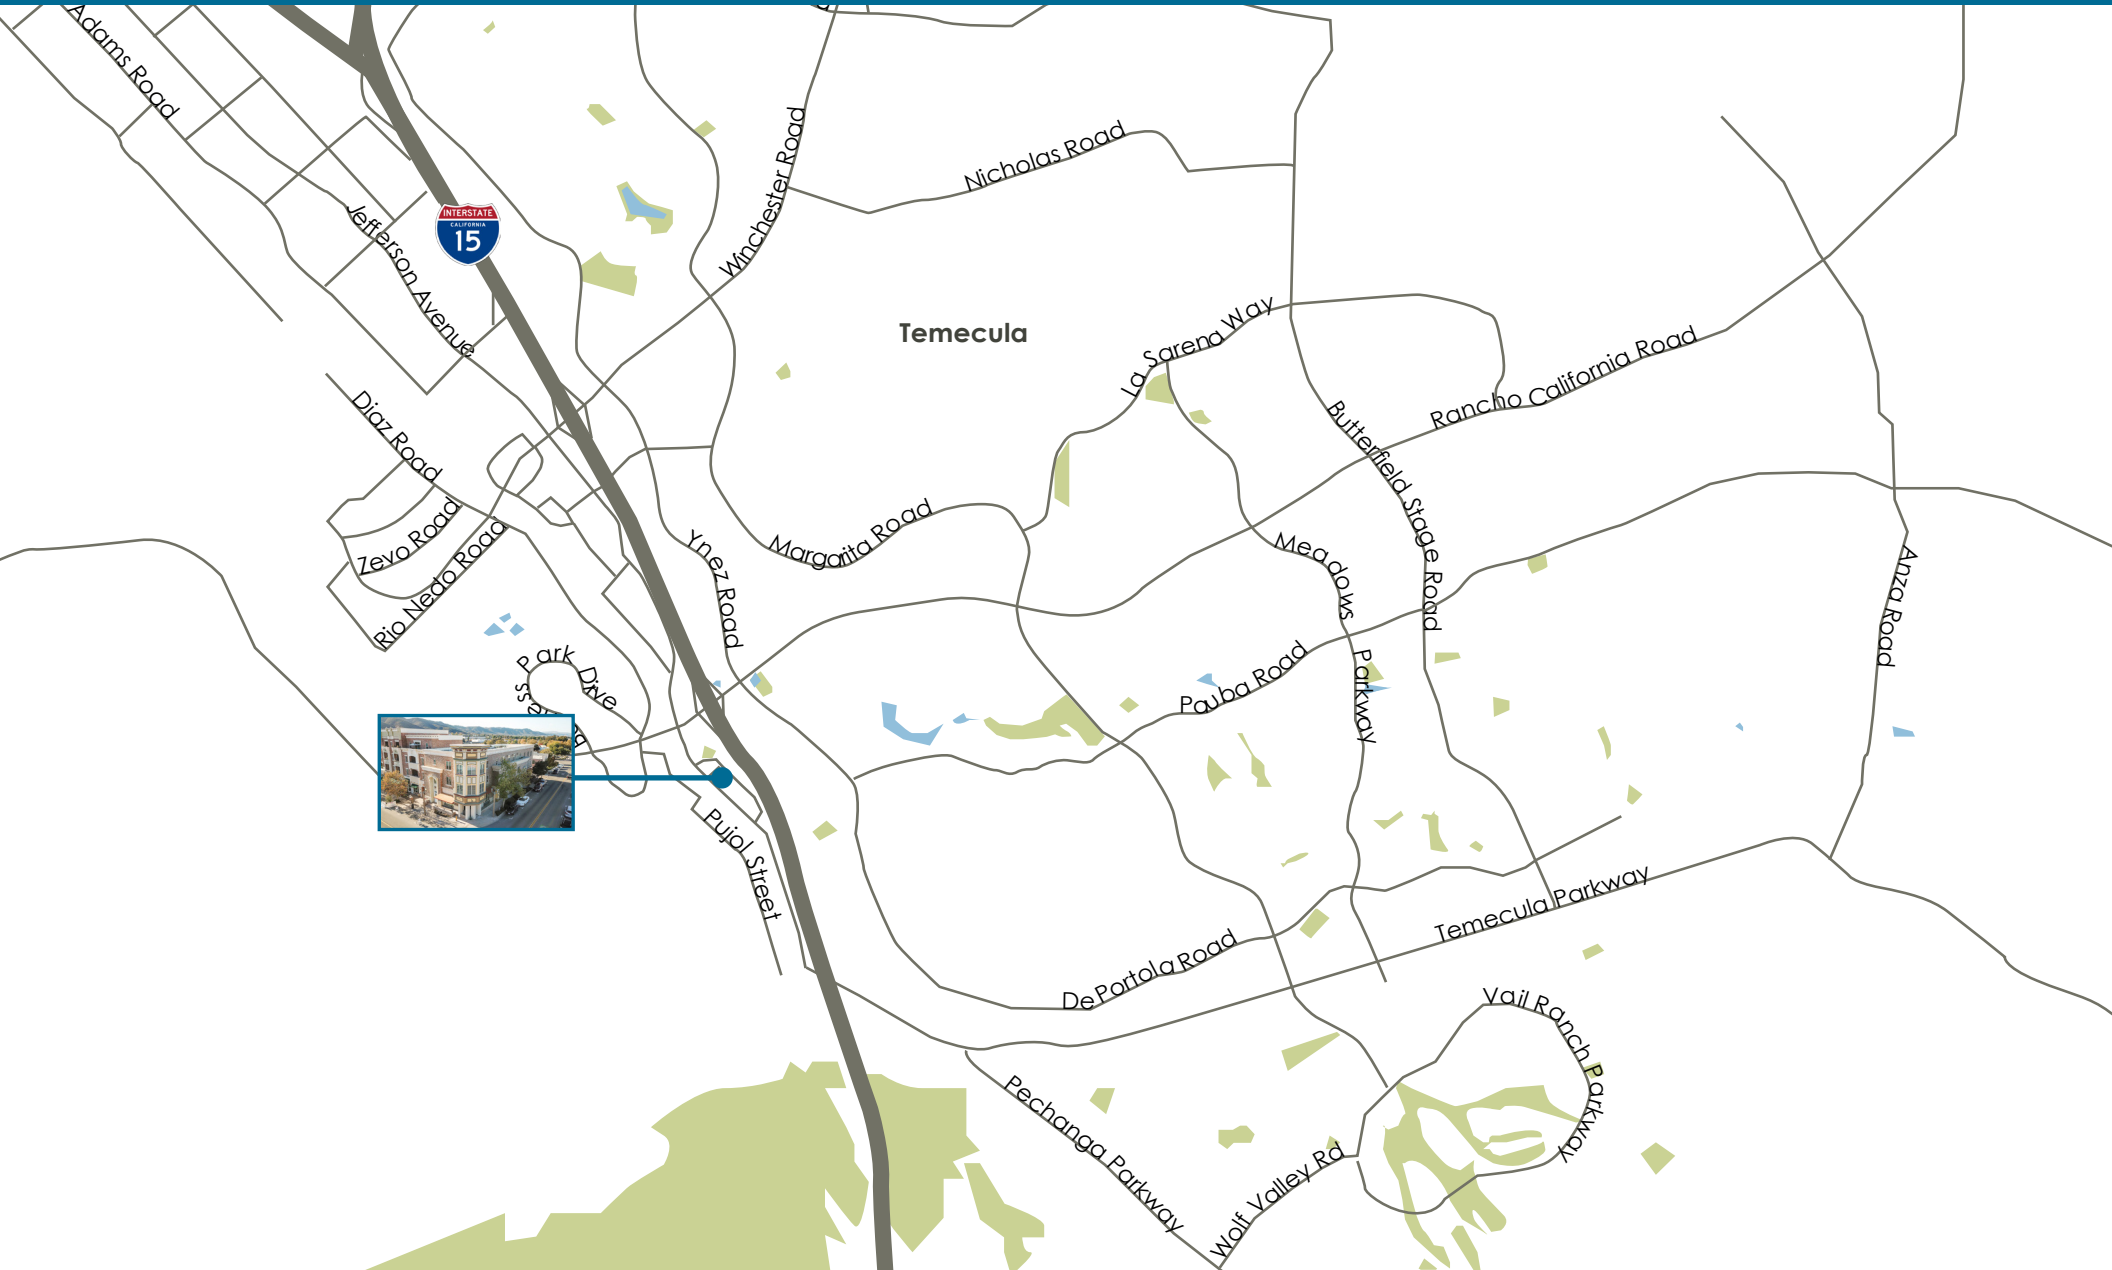 Adams Road
Winchester Road
Nicholas Road
Jefferson Avenue
INTERSTATE
CALIFORNIA
15
Temecula
La Sarena Way
Rancho California Road
Butterfield Stage Road
Diaz Road
Zevo Road
Rio Nedo Road
Ynez Road
Margarita Road
Meadows Parkway
Anza Road
Park Drive
Pauba Road
Pujol Street
Temecula Parkway
De Portola Road
Vail Ranch Parkway
Pechanga Parkway
Wolf Valley Rd